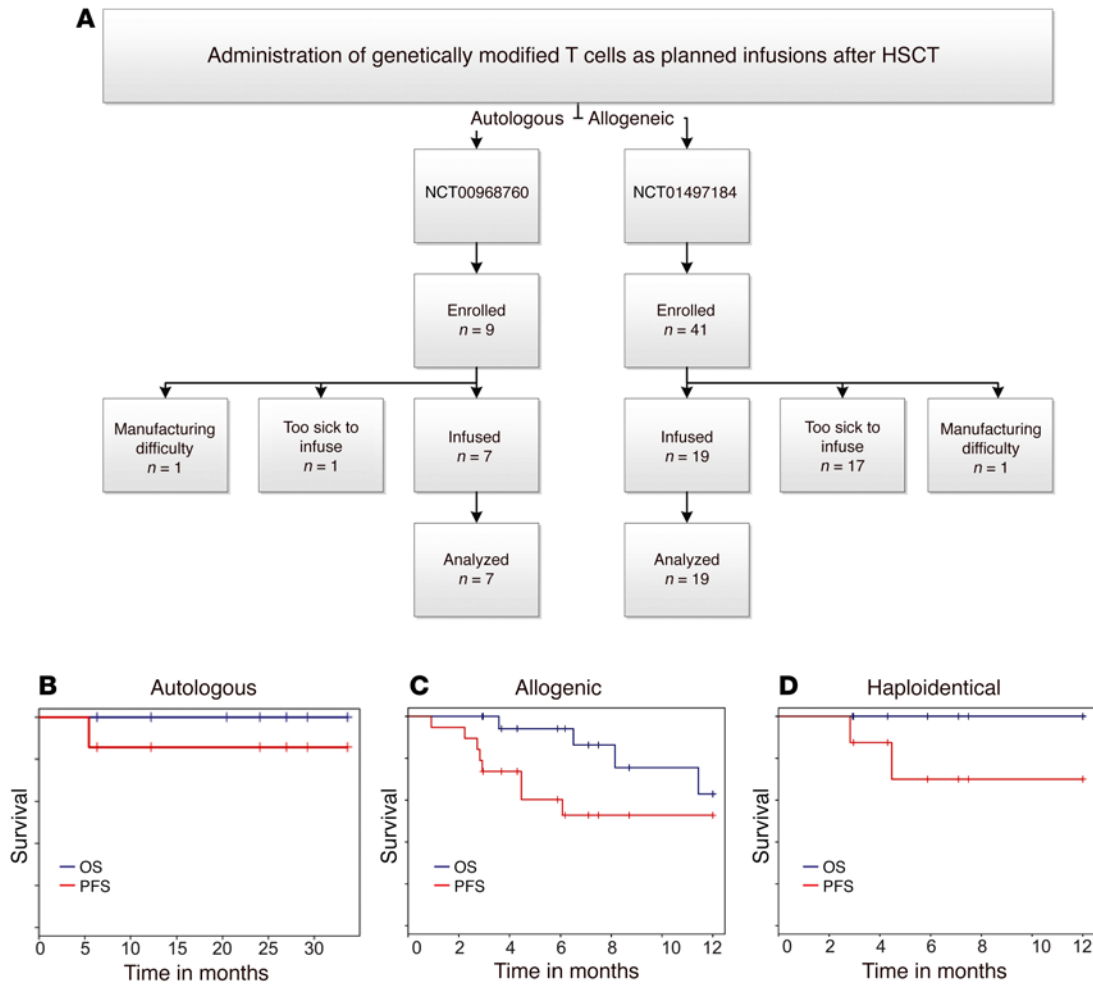 A
Administration of genetically modified T cells as planned infusions after HSCT
Autologous Allogeneic
NCT00968760 NCT01497184
Enrolled
n = 9
Enrolled
n = 41
Manufacturing
difficulty
n = 1
Too sick to
infuse
n = 1
Infused
n = 7
Infused
n = 19
Too sick to
infuse
n = 17
Manufacturing
difficulty
n = 1
Analyzed
n = 7
Analyzed
n = 19
B Autologous
Survival
OS
PFS
0 5 10 15 20 25 30
Time in months
C Allogenic
Survival
OS
PFS
0 2 4 6 8 10 12
Time in months
D Haploidentical
Survival
OS
PFS
0 2 4 6 8 10 12
Time in months